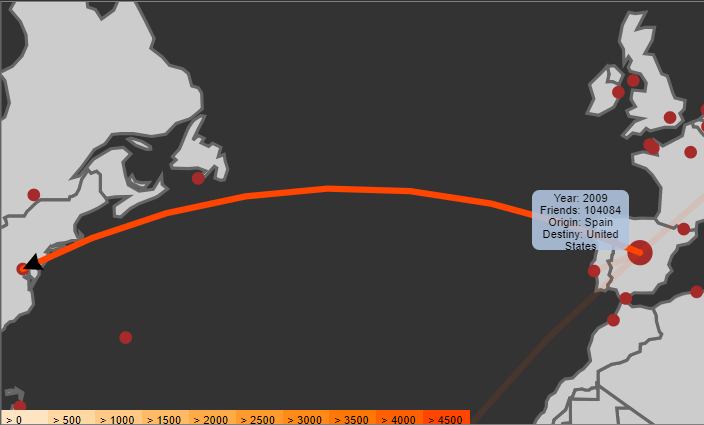 Year: 2009
Friends: 104084
Origin: Spain
Destiny: United
States
> 0 > 500 > 1000 > 1500 > 2000 > 2500 > 3000 > 3500 > 4000 > 4500